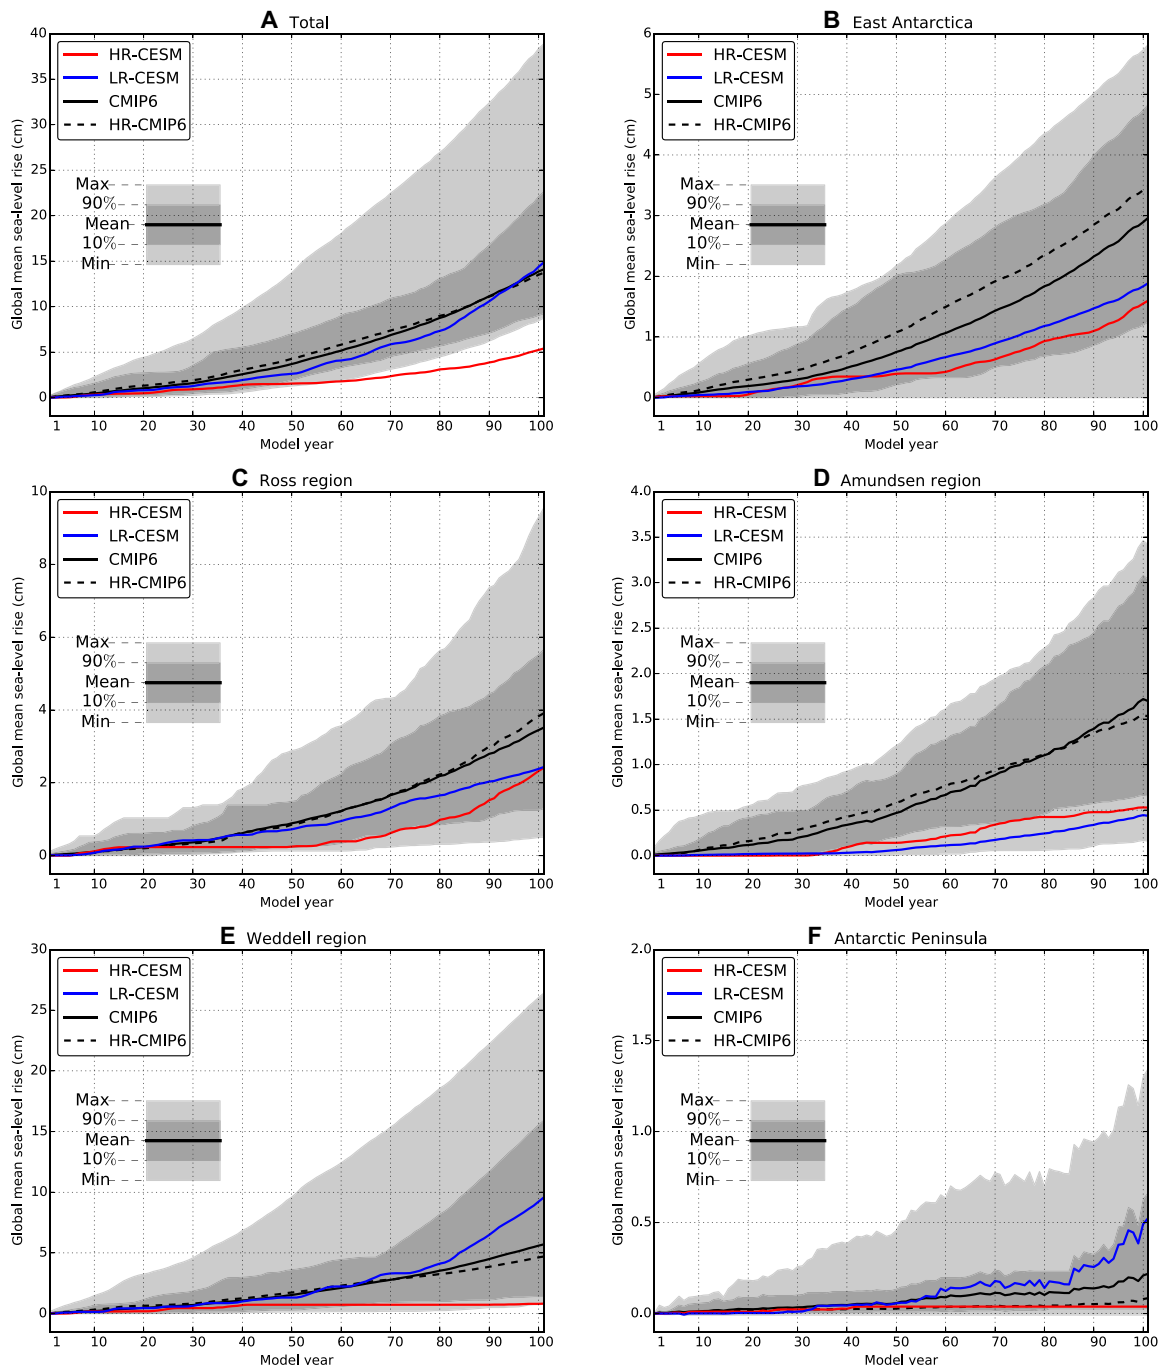 A Total
40
35
30
25
20
15
10
5
0
Global mean sea-level rise (cm)
HR-CESM
LR-CESM
CMIP6
HR-CMIP6
Max
90%
Mean
10%
Min
1 10 20 30 40 50 60 70 80 90 100
Model year
B East Antarctica
6
5
4
3
2
1
0
Global mean sea-level rise (cm)
HR-CESM
LR-CESM
CMIP6
HR-CMIP6
Max
90%
Mean
10%
Min
1 10 20 30 40 50 60 70 80 90 100
Model year
C Ross region
10
8
6
4
2
0
Global mean sea-level rise (cm)
HR-CESM
LR-CESM
CMIP6
HR-CMIP6
Max
90%
Mean
10%
Min
1 10 20 30 40 50 60 70 80 90 100
Model year
D Amundsen region
4.0
3.5
3.0
2.5
2.0
1.5
1.0
0.5
0.0
Global mean sea-level rise (cm)
HR-CESM
LR-CESM
CMIP6
HR-CMIP6
Max
90%
Mean
10%
Min
1 10 20 30 40 50 60 70 80 90 100
Model year
E Weddell region
30
25
20
15
10
5
0
Global mean sea-level rise (cm)
HR-CESM
LR-CESM
CMIP6
HR-CMIP6
Max
90%
Mean
10%
Min
1 10 20 30 40 50 60 70 80 90 100
Model year
F Antarctic Peninsula
2.0
1.5
1.0
0.5
0.0
Global mean sea-level rise (cm)
HR-CESM
LR-CESM
CMIP6
HR-CMIP6
Max
90%
Mean
10%
Min
1 10 20 30 40 50 60 70 80 90 100
Model year